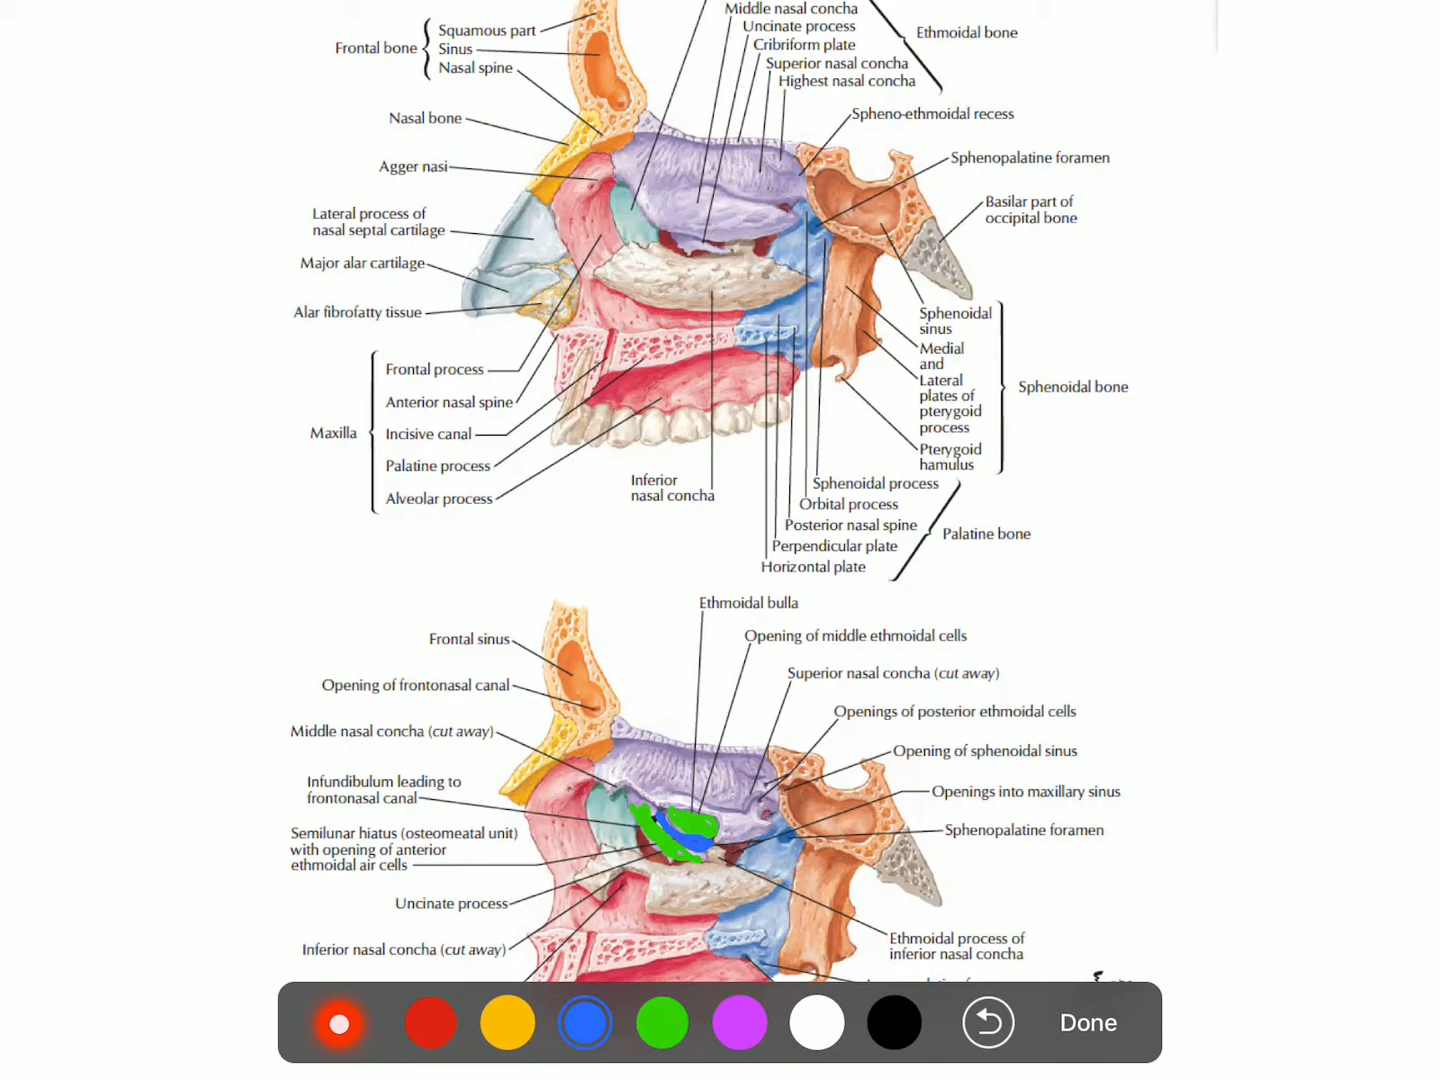 Middle nasal concha
Uncinate process
Cribriform plate
Superior nasal concha
Highest nasal concha
Ethmoidal bone
Frontal bone
Squamous part
Sinus
Nasal spine
Nasal bone
Agger nasi
Lateral process of
nasal septal cartilage
Major alar cartilage
Alar fibrofatty tissue
Spheno-ethmoidal recess
Sphenopalatine foramen
Basilar part of
occipital bone
Maxilla
Frontal process
Anterior nasal spine
Incisive canal
Palatine process
Alveolar process
Inferior
nasal concha
Sphenoidal
sinus
Medial
and
Lateral
plates of
pterygoid
process
Pterygoid
hamulus
Sphenoidal bone
Sphenoidal process
Orbital process
Posterior nasal spine
Perpendicular plate
Horizontal plate
Palatine bone
Ethmoidal bulla
Opening of middle ethmoidal cells
Superior nasal concha (cut away)
Openings of posterior ethmoidal cells
Opening of sphenoidal sinus
Openings into maxillary sinus
Sphenopalatine foramen
Frontal sinus
Opening of frontonasal canal
Middle nasal concha (cut away)
Infundibulum leading to
frontonasal canal
Semilunar hiatus (osteomeatal unit)
with opening of anterior
ethmoidal air cells
Uncinate process
Inferior nasal concha (cut away)
Ethmoidal process of
inferior nasal concha
Done